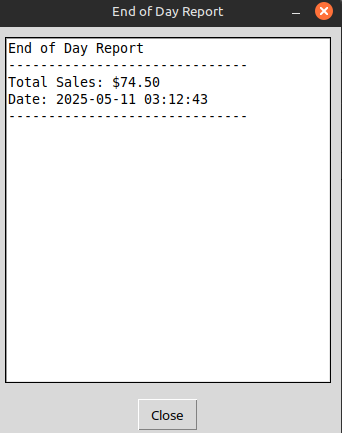 End of Day Report
End of Day Report
------------------------------
Total Sales: $74.50
Date: 2025-05-11 03:12:43
------------------------------
Close